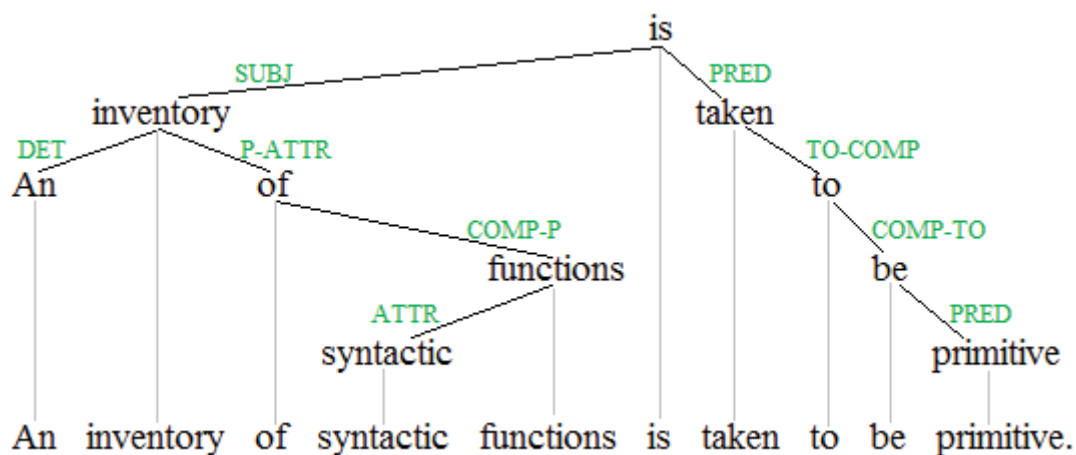 is
SUBJ PRED
inventory taken
DET P-ATTR TO-COMP
An of to
COMP-P COMP-TO
functions be
ATTR PRED
syntactic primitive
An inventory of syntactic functions is taken to be primitive.